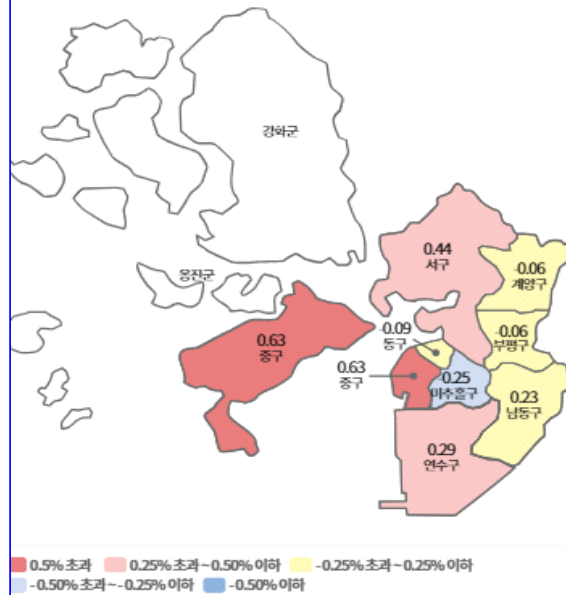 강화군
0.44
서구
-0.06
계양구
옹진군
-0.09
동구
-0.06
부평구
0.63
중구
0.63
중구
-0.25
미추홀구
0.23
남동구
0.29
연수구
0.5% 초과 0.25% 초과~0.50% 이하 -0.25% 초과~0.25% 이하
-0.50% 초과~-0.25% 이하 -0.50% 이하